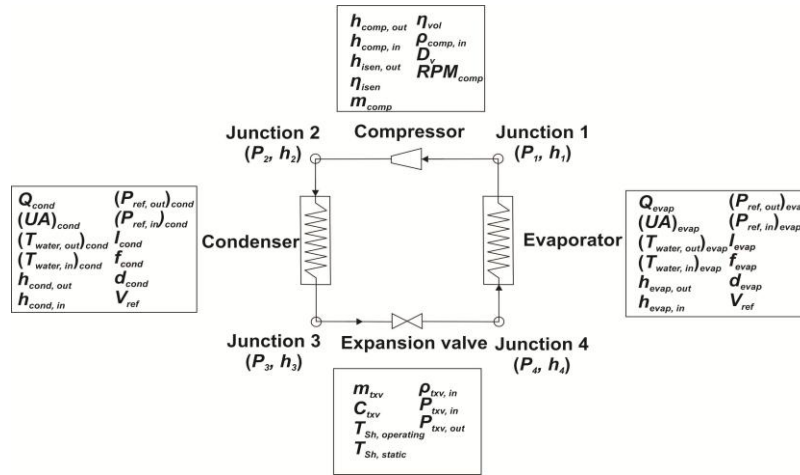 h_comp, out η_vol
h_comp, in ρ_comp, in
h_isen, out D_v
η_isen RPM_comp
m_comp
Junction 2 Compressor Junction 1
(P_2, h_2) (P_1, h_1)
Q_cond (P_ref, out)_cond
(UA)_cond (P_ref, in)_cond
(T_water, out)_cond l_cond
(T_water, in)_cond f_cond
h_cond, out d_cond
h_cond, in V_ref
Condenser
Evaporator
Q_evap (P_ref, out)_evap
(UA)_evap (P_ref, in)_evap
(T_water, out)_evap l_evap
(T_water, in)_evap f_evap
h_evap, out d_evap
h_evap, in V_ref
Junction 3 Expansion valve Junction 4
(P_3, h_3) (P_4, h_4)
m_txv ρ_txv, in
C_txv P_txv, in
T_Sh, operating P_txv, out
T_Sh, static